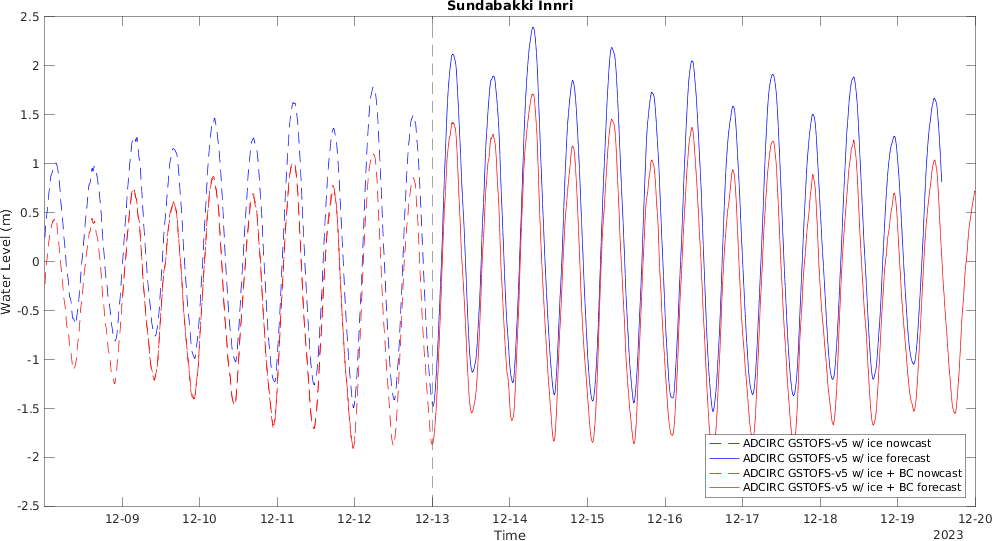 Sundabakki Innri
2.5
2
1.5
1
0.5
0
-0.5
-1
-1.5
-2
-2.5
Water Level (m)
ADCIRC GSTOFS-v5 w/ ice nowcast
ADCIRC GSTOFS-v5 w/ ice forecast
ADCIRC GSTOFS-v5 w/ ice + BC nowcast
ADCIRC GSTOFS-v5 w/ ice + BC forecast
12-09 12-10 12-11 12-12 12-13 12-14 12-15 12-16 12-17 12-18 12-19 12-20
Time
2023